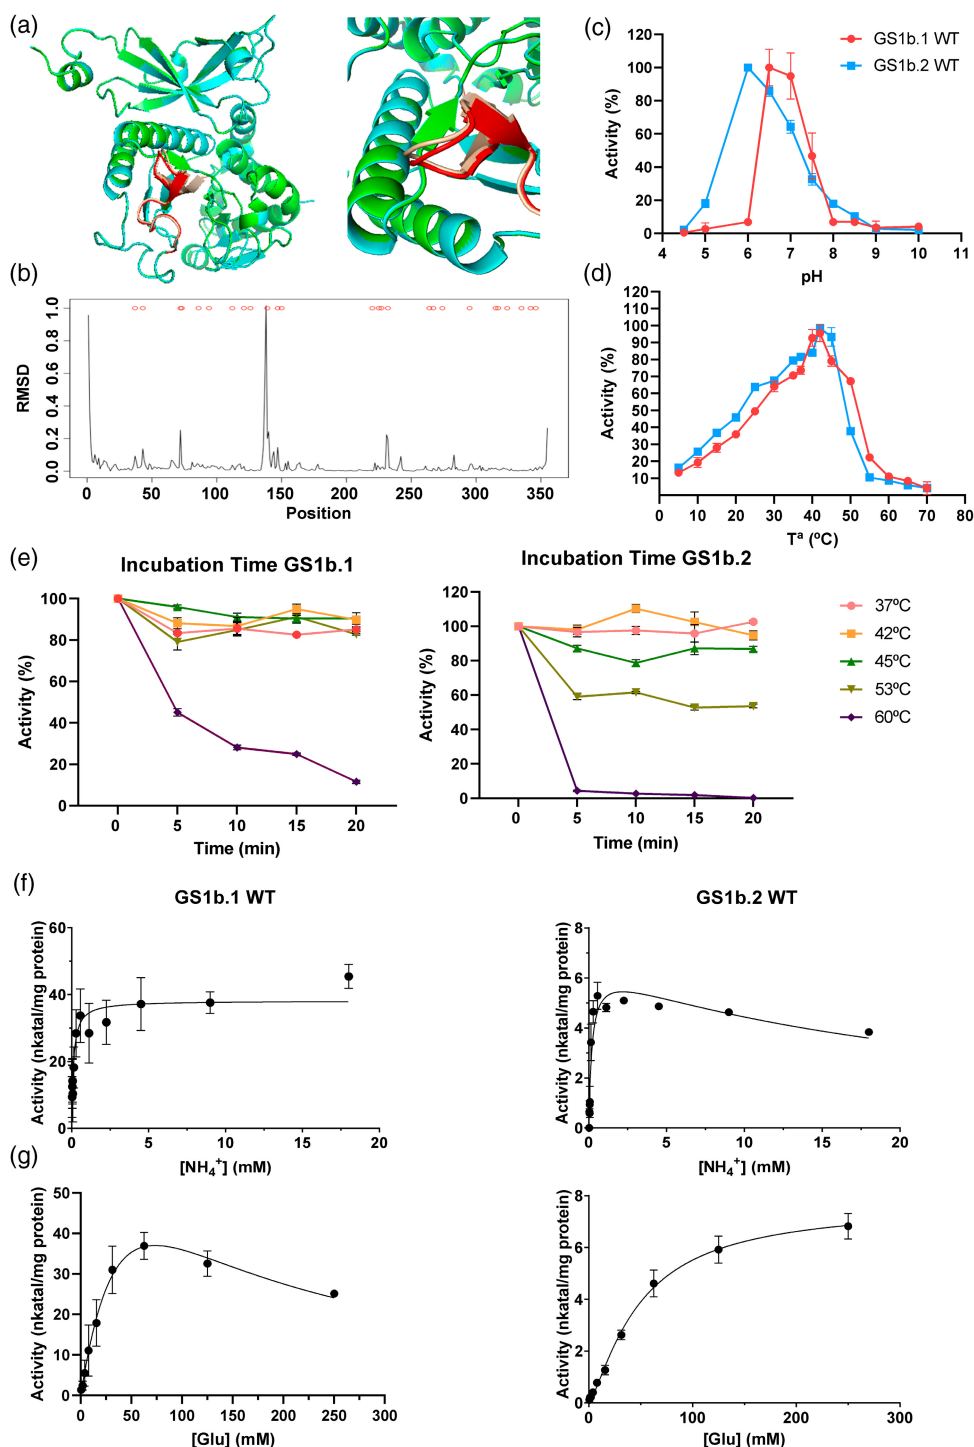 (a)
(c)
GS1b.1 WT
GS1b.2 WT
Activity (%)
120
100
80
60
40
20
0
4 5 6 7 8 9 10 11
pH
(b)
RMSD
1.0
0.8
0.6
0.4
0.2
0.0
0 50 100 150 200 250 300 350
Position
(d)
Activity (%)
120
110
100
90
80
70
60
50
40
30
20
10
0 10 20 30 40 50 60 70 80
Tª (ºC)
(e)
Incubation Time GS1b.1
Activity (%)
100
80
60
40
20
0
0 5 10 15 20
Time (min)
Incubation Time GS1b.2
Activity (%)
120
100
80
60
40
20
0
0 5 10 15 20
Time (min)
37ºC
42ºC
45ºC
53ºC
60ºC
(f)
GS1b.1 WT
Activity (nkatal/mg protein)
60
40
20
0
0 5 10 15 20
[NH₄⁺] (mM)
GS1b.2 WT
Activity (nkatal/mg protein)
8
6
4
2
0
0 5 10 15 20
[NH₄⁺] (mM)
(g)
Activity (nkatal/mg protein)
50
40
30
20
10
0
0 50 100 150 200 250 300
[Glu] (mM)
Activity (nkatal/mg protein)
8
6
4
2
0
0 100 200 300
[Glu] (mM)